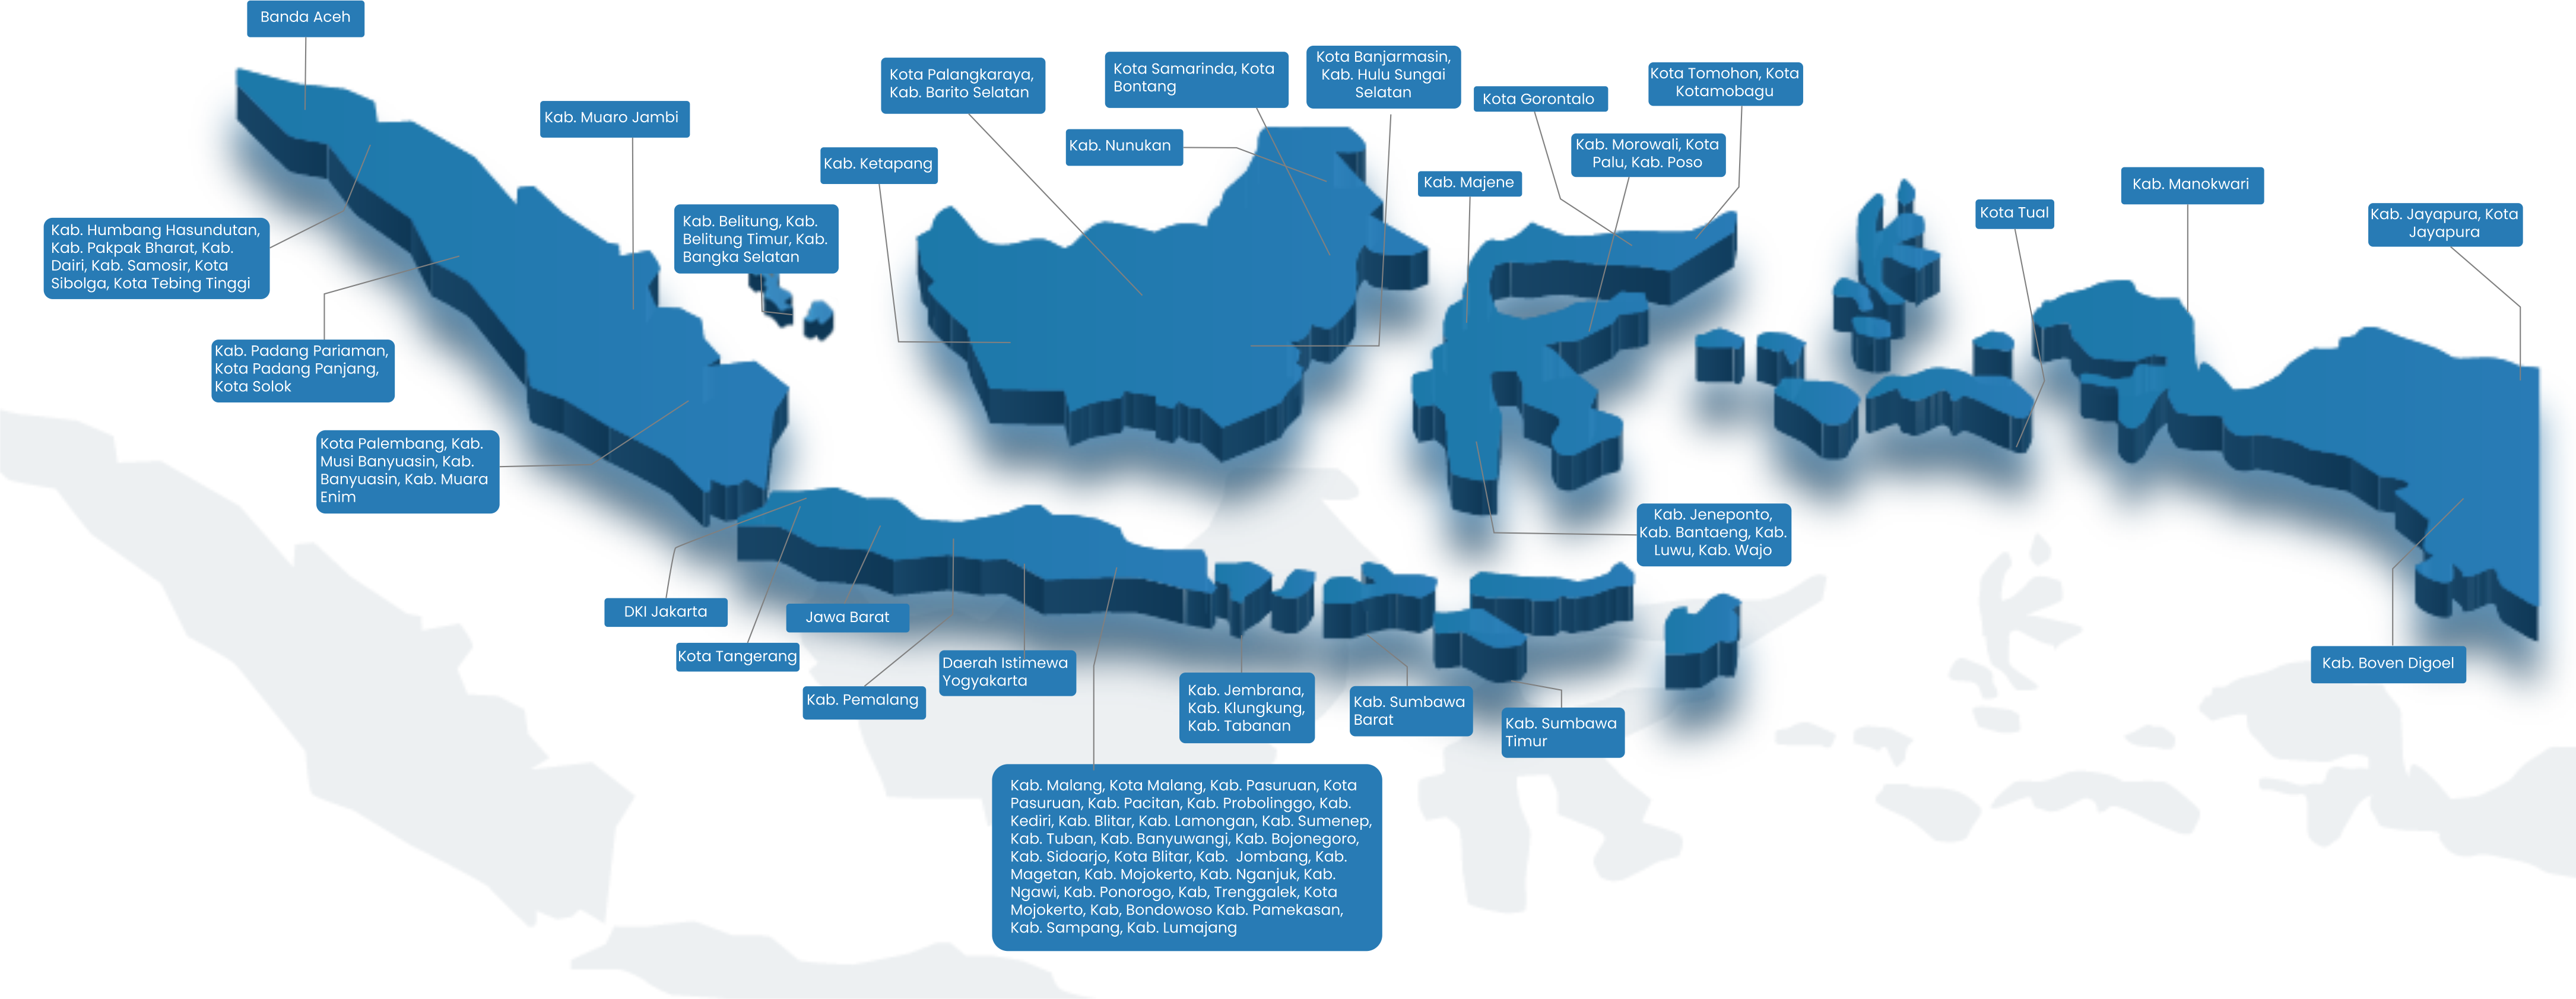 Banda Aceh
Kab. Humbang Hasundutan,
Kab. Pakpak Bharat, Kab.
Dairi, Kab. Samosir, Kota
Sibolga, Kota Tebing Tinggi
Kab. Padang Pariaman,
Kota Padang Panjang,
Kota Solok
Kab. Muaro Jambi
Kota Palembang, Kab.
Musi Banyuasin, Kab.
Banyuasin, Kab. Muara
Enim
Kab. Belitung, Kab.
Belitung Timur, Kab.
Bangka Selatan
Kab. Ketapang
Kota Palangkaraya,
Kab. Barito Selatan
Kab. Nunukan
Kota Samarinda, Kota
Bontang
Kota Banjarmasin,
Kab. Hulu Sungai
Selatan
Kab. Majene
Kota Gorontalo
Kab. Morowali, Kota
Palu, Kab. Poso
Kota Tomohon, Kota
Kotamobagu
Kota Tual
Kab. Manokwari
Kab. Jayapura, Kota
Jayapura
DKI Jakarta
Kota Tangerang
Jawa Barat
Kab. Pemalang
Daerah Istimewa
Yogyakarta
Kab. Malang, Kota Malang, Kab. Pasuruan, Kota
Pasuruan, Kab. Pacitan, Kab. Probolinggo, Kab.
Kediri, Kab. Blitar, Kab. Lamongan, Kab. Sumenep,
Kab. Tuban, Kab. Banyuwangi, Kab. Bojonegoro,
Kab. Sidoarjo, Kota Blitar, Kab.  Jombang, Kab.
Magetan, Kab. Mojokerto, Kab. Nganjuk, Kab.
Ngawi, Kab. Ponorogo, Kab, Trenggalek, Kota
Mojokerto, Kab, Bondowoso Kab. Pamekasan,
Kab. Sampang, Kab. Lumajang
Kab. Jembrana,
Kab. Klungkung,
Kab. Tabanan
Kab. Sumbawa
Barat
Kab. Sumbawa
Timur
Kab. Jeneponto,
Kab. Bantaeng, Kab.
Luwu, Kab. Wajo
Kab. Boven Digoel